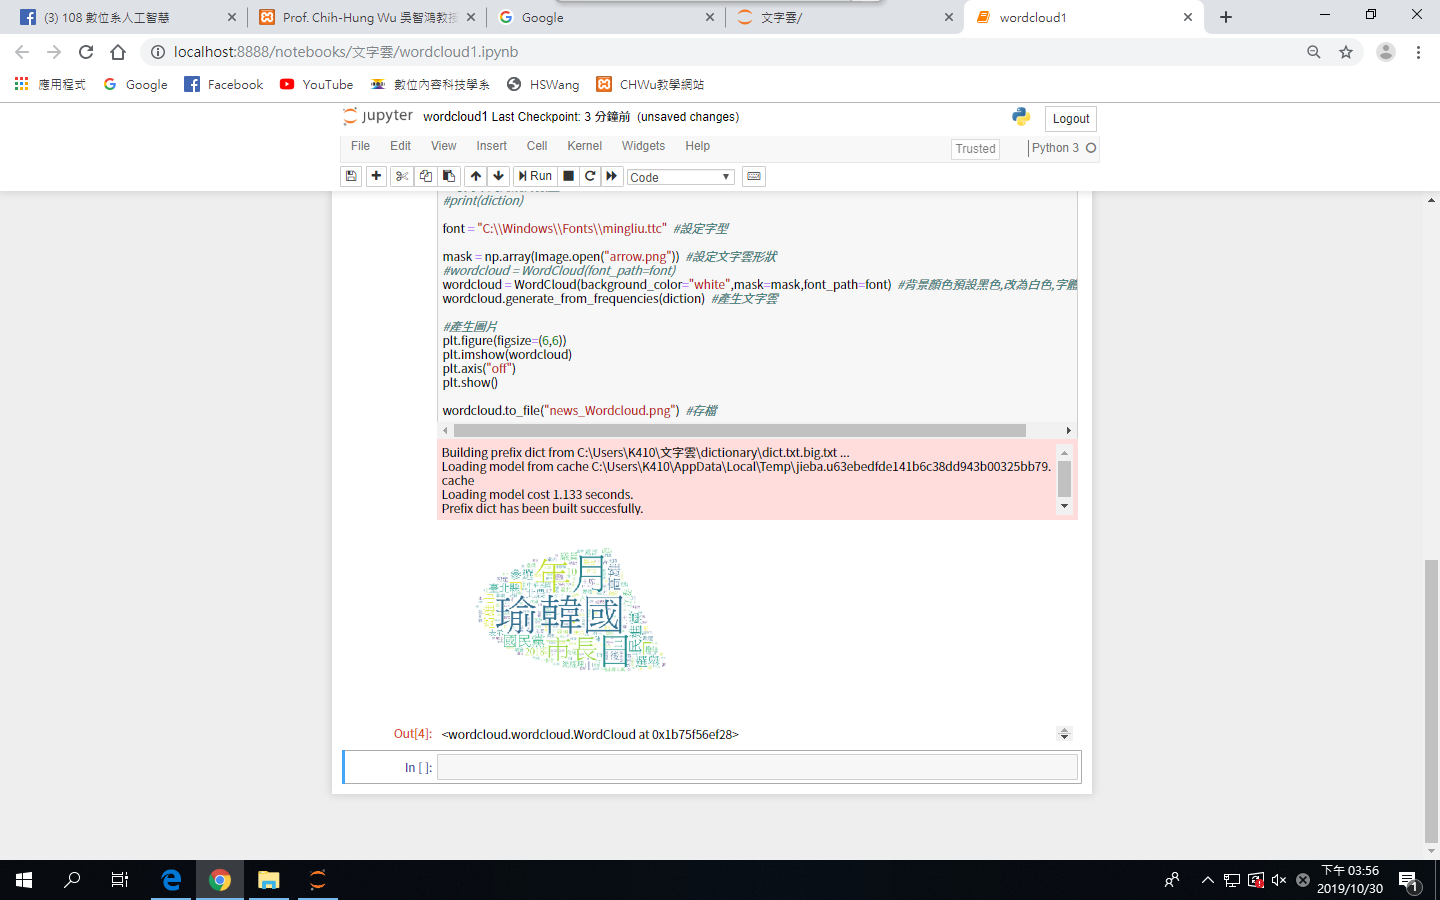 (3) 108 數位系人工智慧
Prof. Chih-Hung Wu 吳智鴻教授
Google
文字雲/
wordcloud1
localhost:8888/notebooks/文字雲/wordcloud1.ipynb
應用程式
Google
Facebook
YouTube
數位內容科技學系
HSWang
CHWu教學網站
jupyter
wordcloud1 Last Checkpoint: 3 分鐘前 (unsaved changes)
Logout
File Edit View Insert Cell Kernel Widgets Help
Trusted
Python 3
Run
Code
#print(diction)
font = "C:\\Windows\\Fonts\\mingliu.ttc" #設定字型
mask = np.array(Image.open("arrow.png")) #設定文字雲形狀
#wordcloud = WordCloud(font_path=font)
wordcloud = WordCloud(background_color="white",mask=mask,font_path=font) #背景顏色預設黑色,改為白色,字體
wordcloud.generate_from_frequencies(diction) #產生文字雲
#產生圖片
plt.figure(figsize=(6,6))
plt.imshow(wordcloud)
plt.axis("off")
plt.show()
wordcloud.to_file("news_Wordcloud.png") #存檔
Building prefix dict from C:\Users\K410\文字雲\dictionary\dict.txt.big.txt ...
Loading model from cache C:\Users\K410\AppData\Local\Temp\jieba.u63ebedfde141b6c38dd943b00325bb79.
cache
Loading model cost 1.133 seconds.
Prefix dict has been built succesfully.
年 月
高雄
瑜 韓國
國民黨
市長
日
民進黨
Out[4]:
<wordcloud.wordcloud.WordCloud at 0x1b75f56ef28>
In [ ]:
下午 03:56
2019/10/30
1